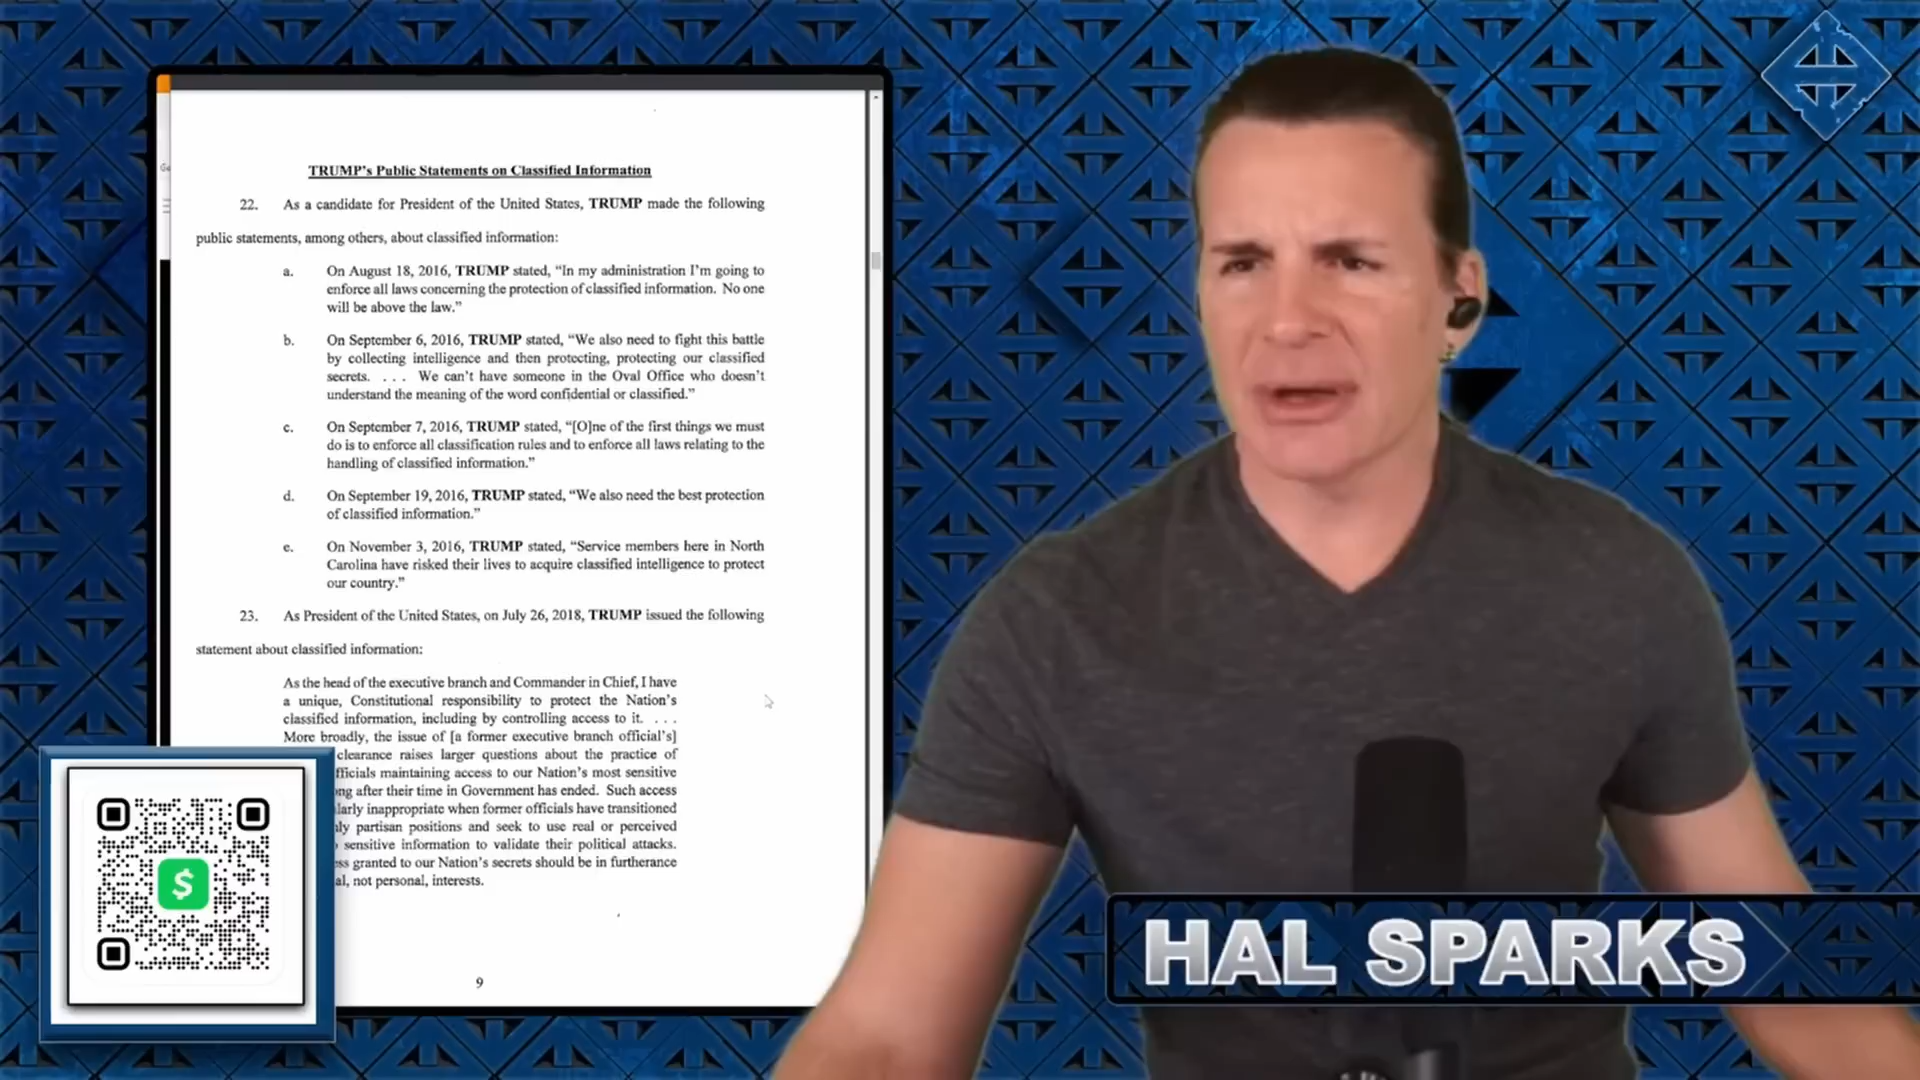 TRUMP's Public Statements on Classified Information
22. As a candidate for President of the United States, TRUMP made the following
public statements, among others, about classified information:
a. On August 18, 2016, TRUMP stated, “In my administration I'm going to
enforce all laws concerning the protection of classified information. No one
will be above the law.”
b. On September 6, 2016, TRUMP stated, “We also need to fight this battle
by collecting intelligence and then protecting, protecting our classified
secrets. . . . We can't have someone in the Oval Office who doesn't
understand the meaning of the word confidential or classified.”
c. On September 7, 2016, TRUMP stated, “[O]ne of the first things we must
do is to enforce all classification rules and to enforce all laws relating to the
handling of classified information.”
d. On September 19, 2016, TRUMP stated, “We also need the best protection
of classified information.”
e. On November 3, 2016, TRUMP stated, “Service members here in North
Carolina have risked their lives to acquire classified intelligence to protect
our country.”
23. As President of the United States, on July 26, 2018, TRUMP issued the following
statement about classified information:
As the head of the executive branch and Commander in Chief, I have
a unique, Constitutional responsibility to protect the Nation's
classified information, including by controlling access to it. . . .
More broadly, the issue of [a former executive branch official's]
clearance raises larger questions about the practice of
fficials maintaining access to our Nation's most sensitive
ng after their time in Government has ended. Such access
larly inappropriate when former officials have transitioned
ly partisan positions and seek to use real or perceived
sensitive information to validate their political attacks.
ss granted to our Nation's secrets should be in furtherance
al, not personal, interests.
9
$
HAL SPARKS